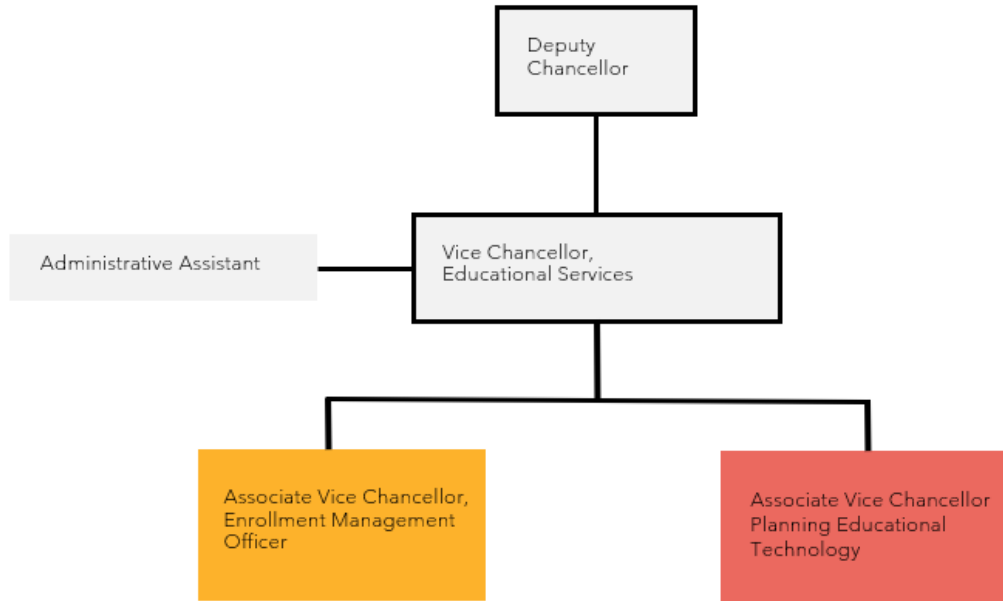 Deputy
Chancellor
Administrative Assistant
Vice Chancellor,
Educational Services
Associate Vice Chancellor,
Enrollment Management
Officer
Associate Vice Chancellor
Planning Educational
Technology